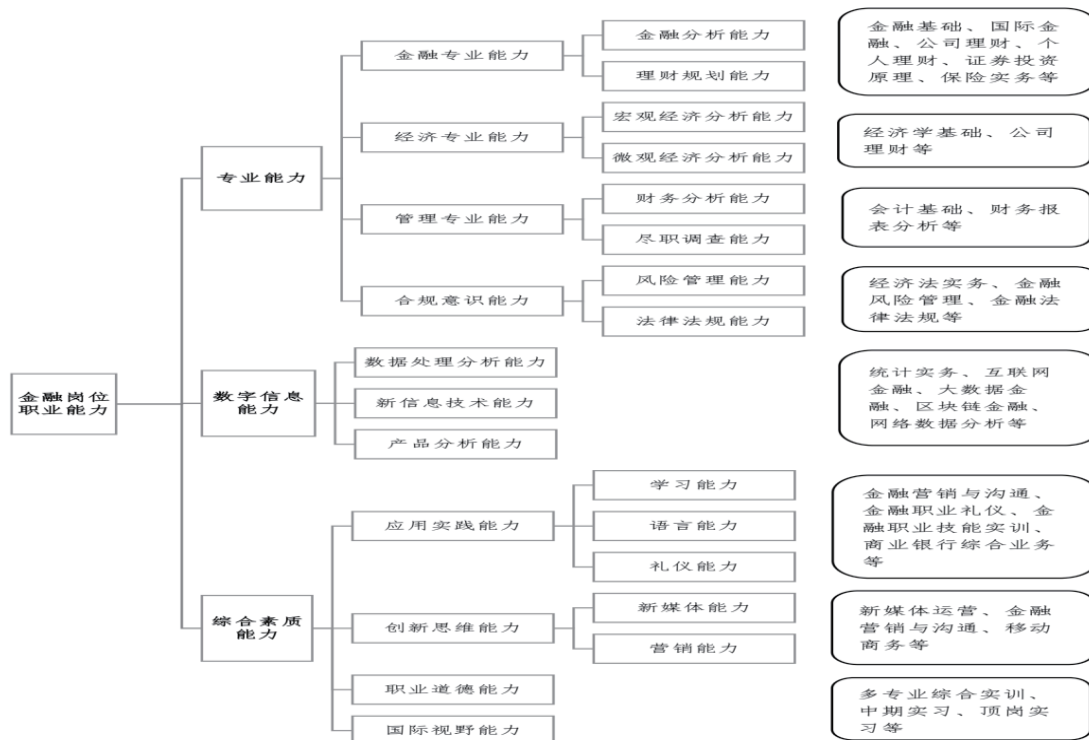 金融岗位
职业能力
专业能力
金融专业能力
金融分析能力
理财规划能力
金融基础、国际金
融、公司理财、个
人理财、证券投资
原理、保险实务等
经济专业能力
宏观经济分析能力
微观经济分析能力
经济学基础、公司
理财等
管理专业能力
财务分析能力
尽职调查能力
会计基础、财务报
表分析等
合规意识能力
风险管理能力
法律法规能力
经济法实务、金融
风险管理、金融法
律法规等
数字信息
能力
数据处理分析能力
新信息技术能力
产品分析能力
统计实务、互联网
金融、大数据金
融、区块链金融、
网络数据分析等
综合素质
能力
应用实践能力
学习能力
语言能力
礼仪能力
金融营销与沟通、
金融职业礼仪、金
融职业技能实训、
商业银行综合业务
等
创新思维能力
新媒体能力
营销能力
新媒体运营、金融
营销与沟通、移动
商务等
职业道德能力
国际视野能力
多专业综合实训、
中期实习、顶岗实
习等